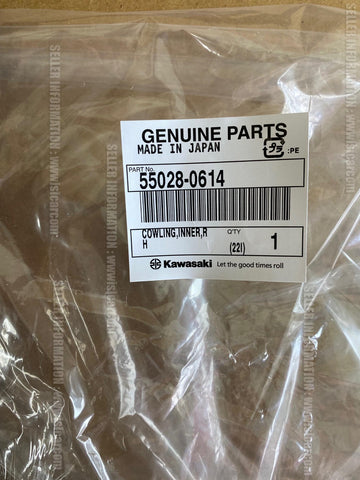 GENUINE PARTS
MADE IN JAPAN
:PE
PART No.
55028-0614
COWLING,INNER,R
H
Q'TY
(22I)
1
Kawasaki
Let the good times roll